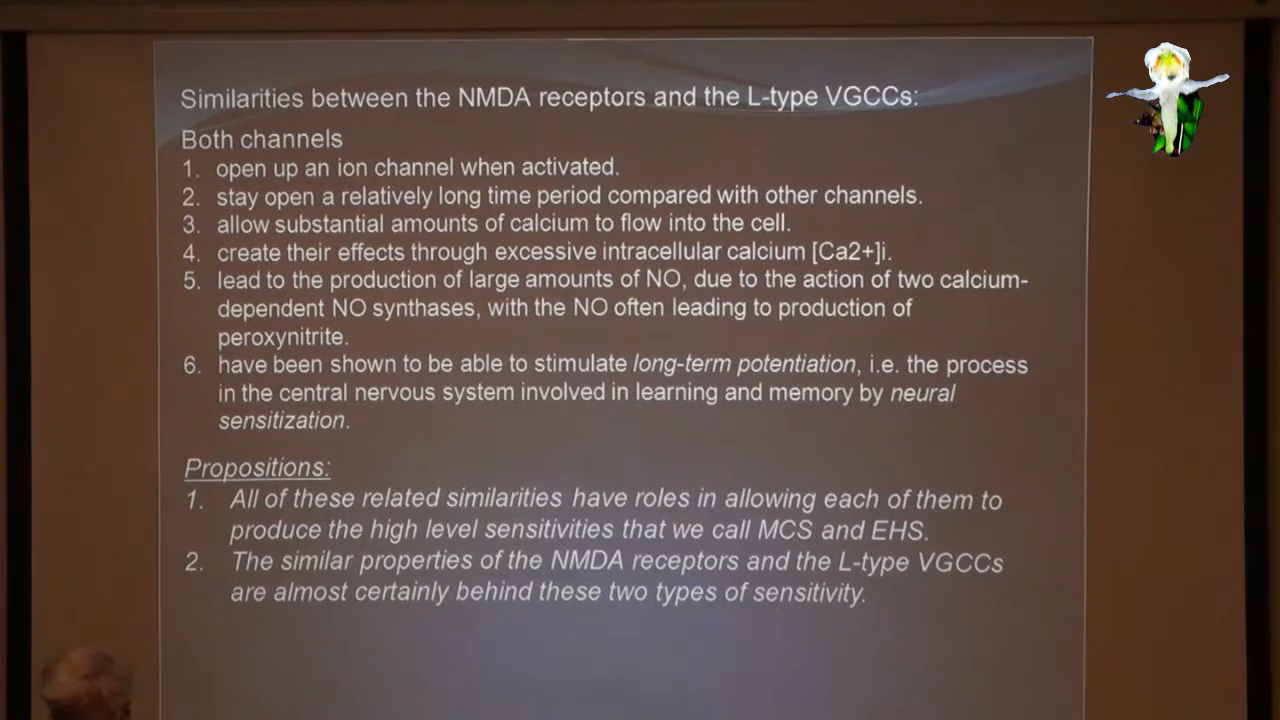 Similarities between the NMDA receptors and the L-type VGCCs:
Both channels
1. open up an ion channel when activated.
2. stay open a relatively long time period compared with other channels.
3. allow substantial amounts of calcium to flow into the cell.
4. create their effects through excessive intracellular calcium [Ca2+]i.
5. lead to the production of large amounts of NO, due to the action of two calcium-
dependent NO synthases, with the NO often leading to production of
peroxynitrite.
6. have been shown to be able to stimulate long-term potentiation, i.e. the process
in the central nervous system involved in learning and memory by neural
sensitization.
Propositions:
1. All of these related similarities have roles in allowing each of them to
produce the high level sensitivities that we call MCS and EHS.
2. The similar properties of the NMDA receptors and the L-type VGCCs
are almost certainly behind these two types of sensitivity.